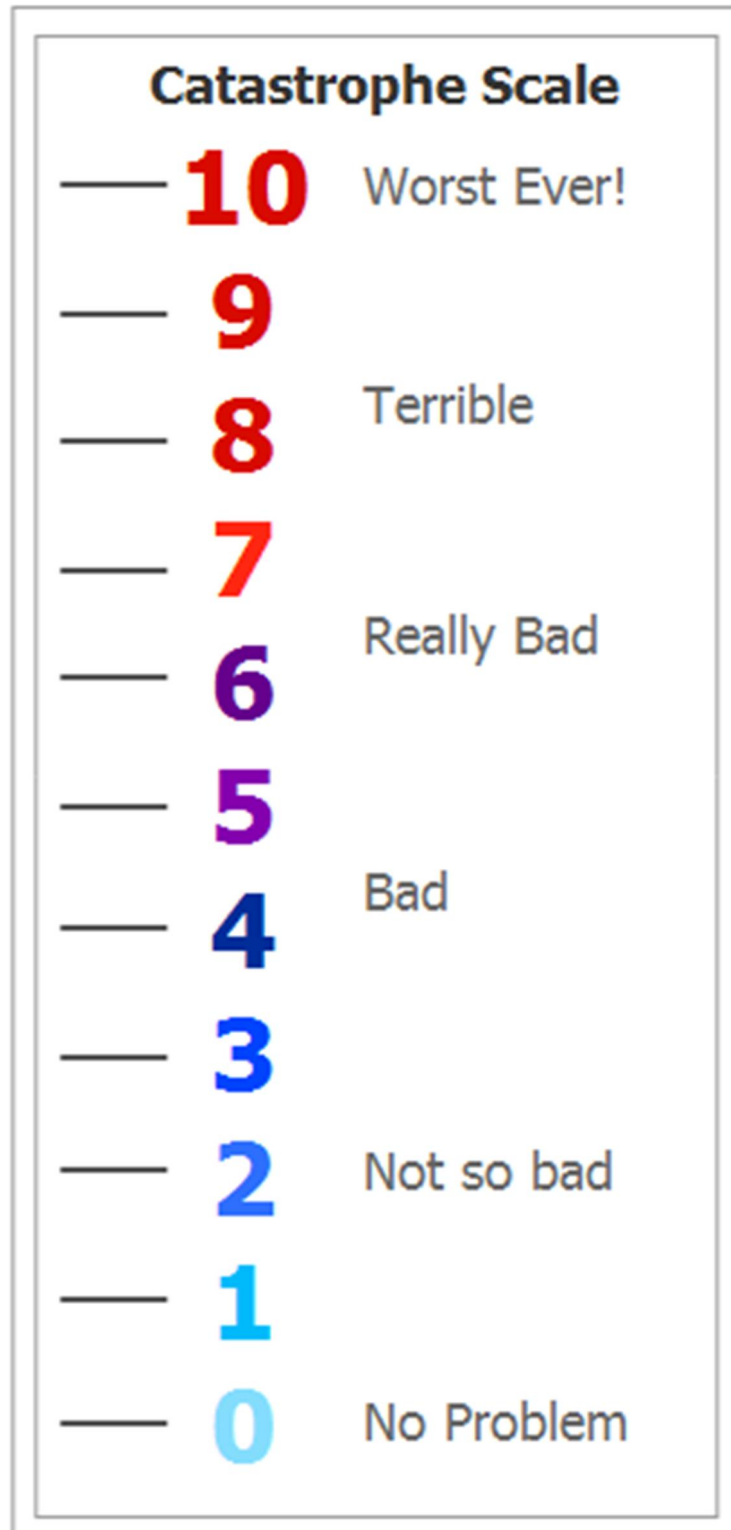 Catastrophe Scale
10 Worst Ever!
9
Terrible
8
7
Really Bad
6
5
Bad
4
3
2 Not so bad
1
0 No Problem